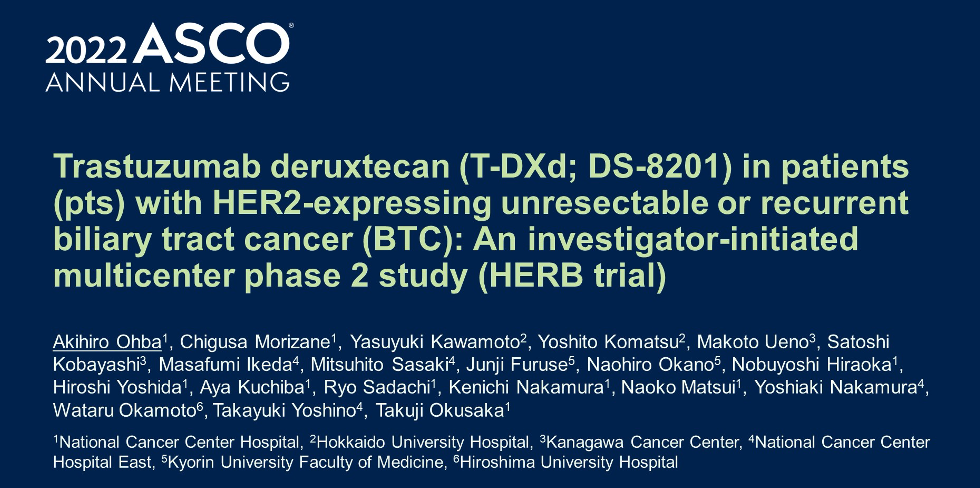 2022 ASCO®
ANNUAL MEETING
Trastuzumab deruxtecan (T-DXd; DS-8201) in patients
(pts) with HER2-expressing unresectable or recurrent
biliary tract cancer (BTC): An investigator-initiated
multicenter phase 2 study (HERB trial)
Akihiro Ohba¹, Chigusa Morizane¹, Yasuyuki Kawamoto², Yoshito Komatsu², Makoto Ueno³, Satoshi
Kobayashi³, Masafumi Ikeda⁴, Mitsuhito Sasaki⁴, Junji Furuse⁵, Naohiro Okano⁵, Nobuyoshi Hiraoka¹,
Hiroshi Yoshida¹, Aya Kuchiba¹, Ryo Sadachi¹, Kenichi Nakamura¹, Naoko Matsui¹, Yoshiaki Nakamura⁴,
Wataru Okamoto⁶, Takayuki Yoshino⁴, Takuji Okusaka¹
¹National Cancer Center Hospital, ²Hokkaido University Hospital, ³Kanagawa Cancer Center, ⁴National Cancer Center
Hospital East, ⁵Kyorin University Faculty of Medicine, ⁶Hiroshima University Hospital